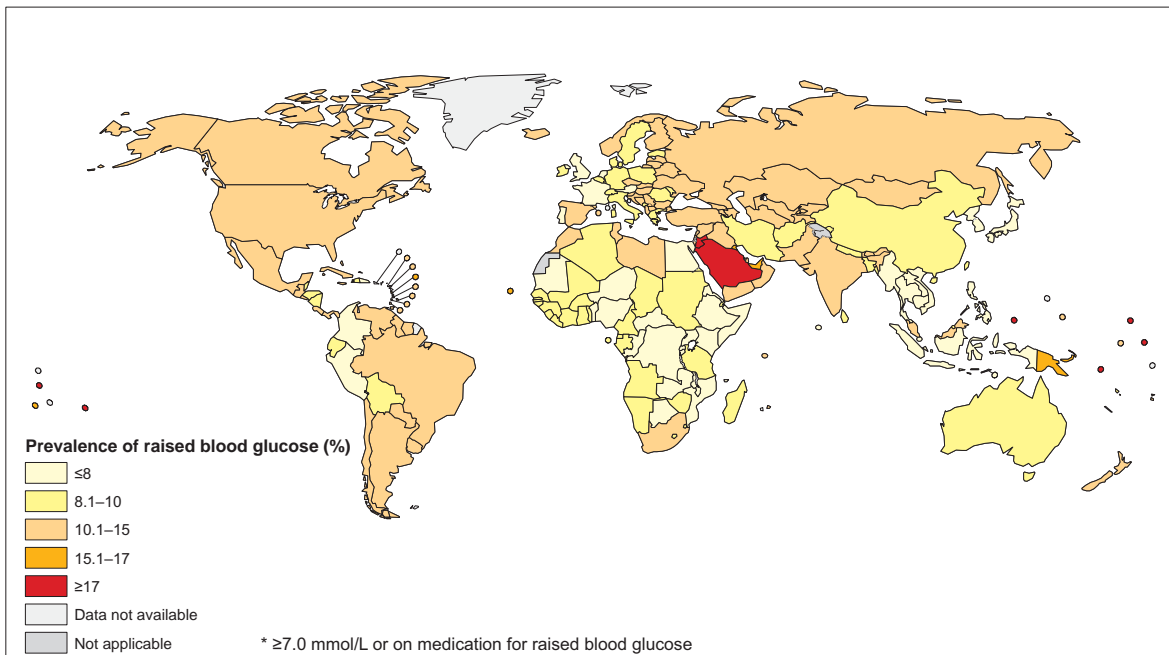 Prevalence of raised blood glucose (%)
≤8
8.1–10
10.1–15
15.1–17
≥17
Data not available
Not applicable
* ≥7.0 mmol/L or on medication for raised blood glucose